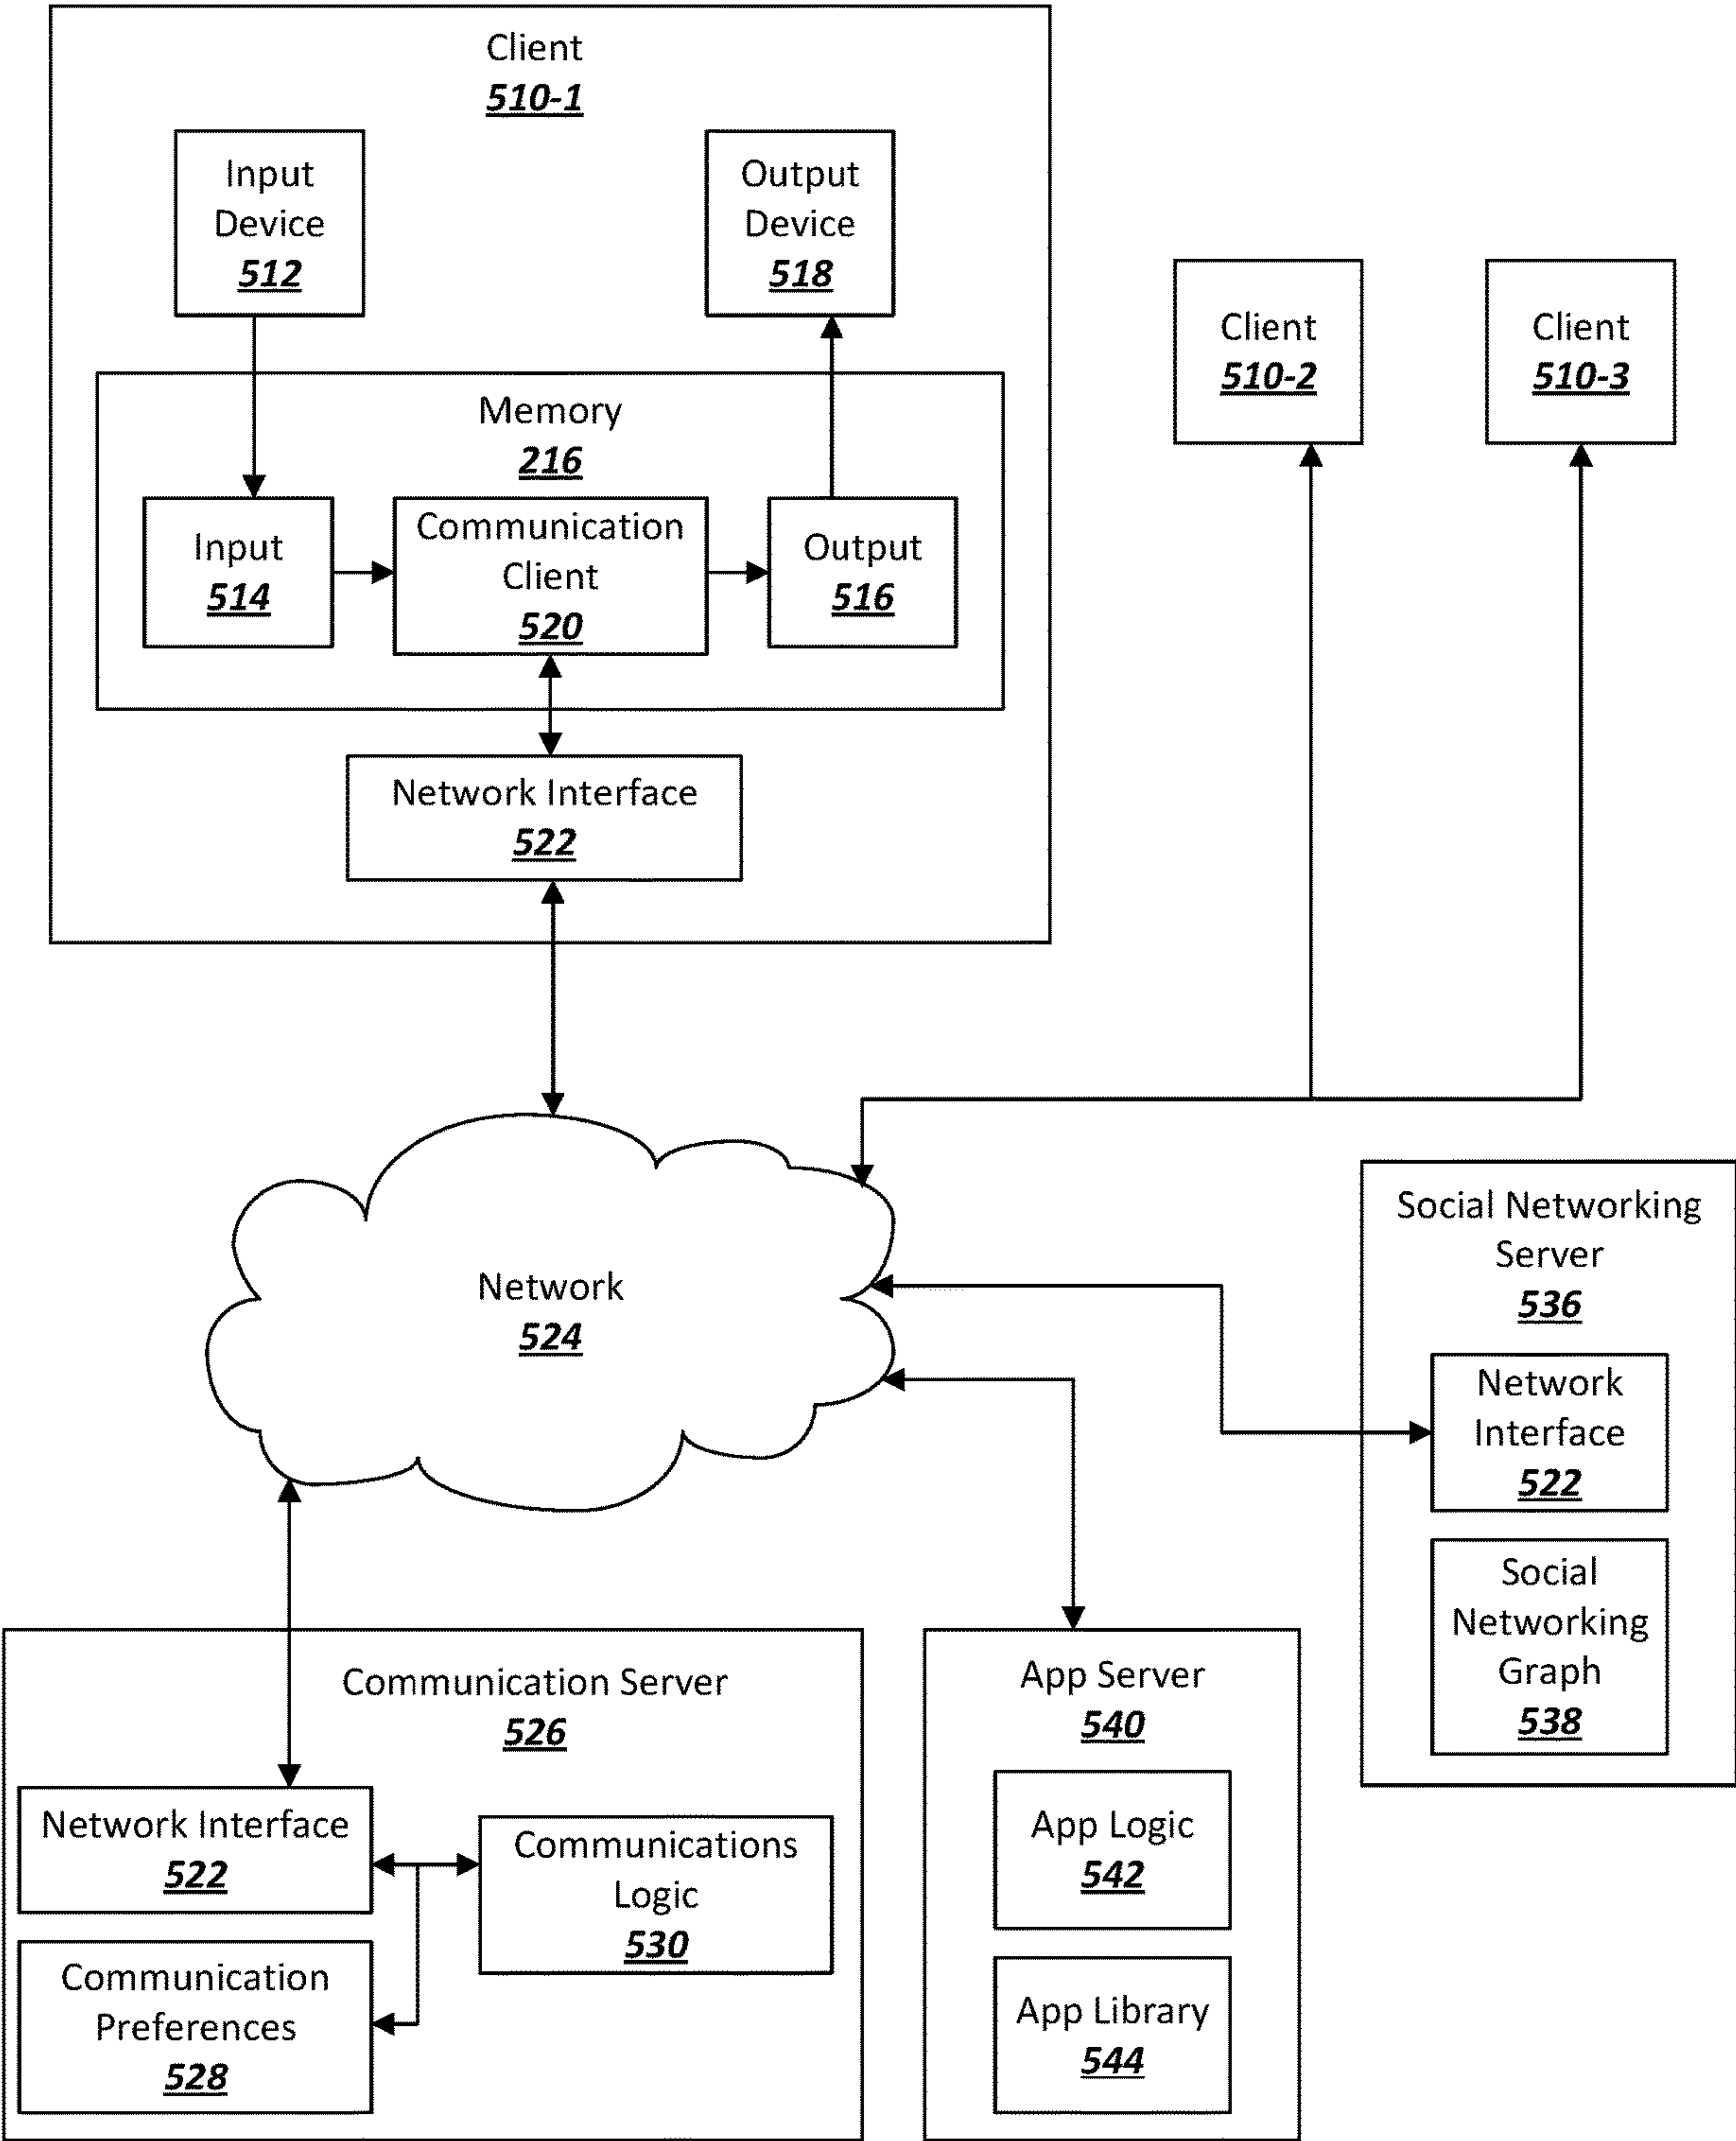 Client
510-1
Input
Device
512
Output
Device
518
Client
510-2
Client
510-3
Memory
216
Input
514
Communication
Client
520
Output
516
Network Interface
522
Network
524
Social Networking
Server
536
Network
Interface
522
Social
Networking
Graph
538
Communication Server
526
Network Interface
522
Communications
Logic
530
Communication
Preferences
528
App Server
540
App Logic
542
App Library
544